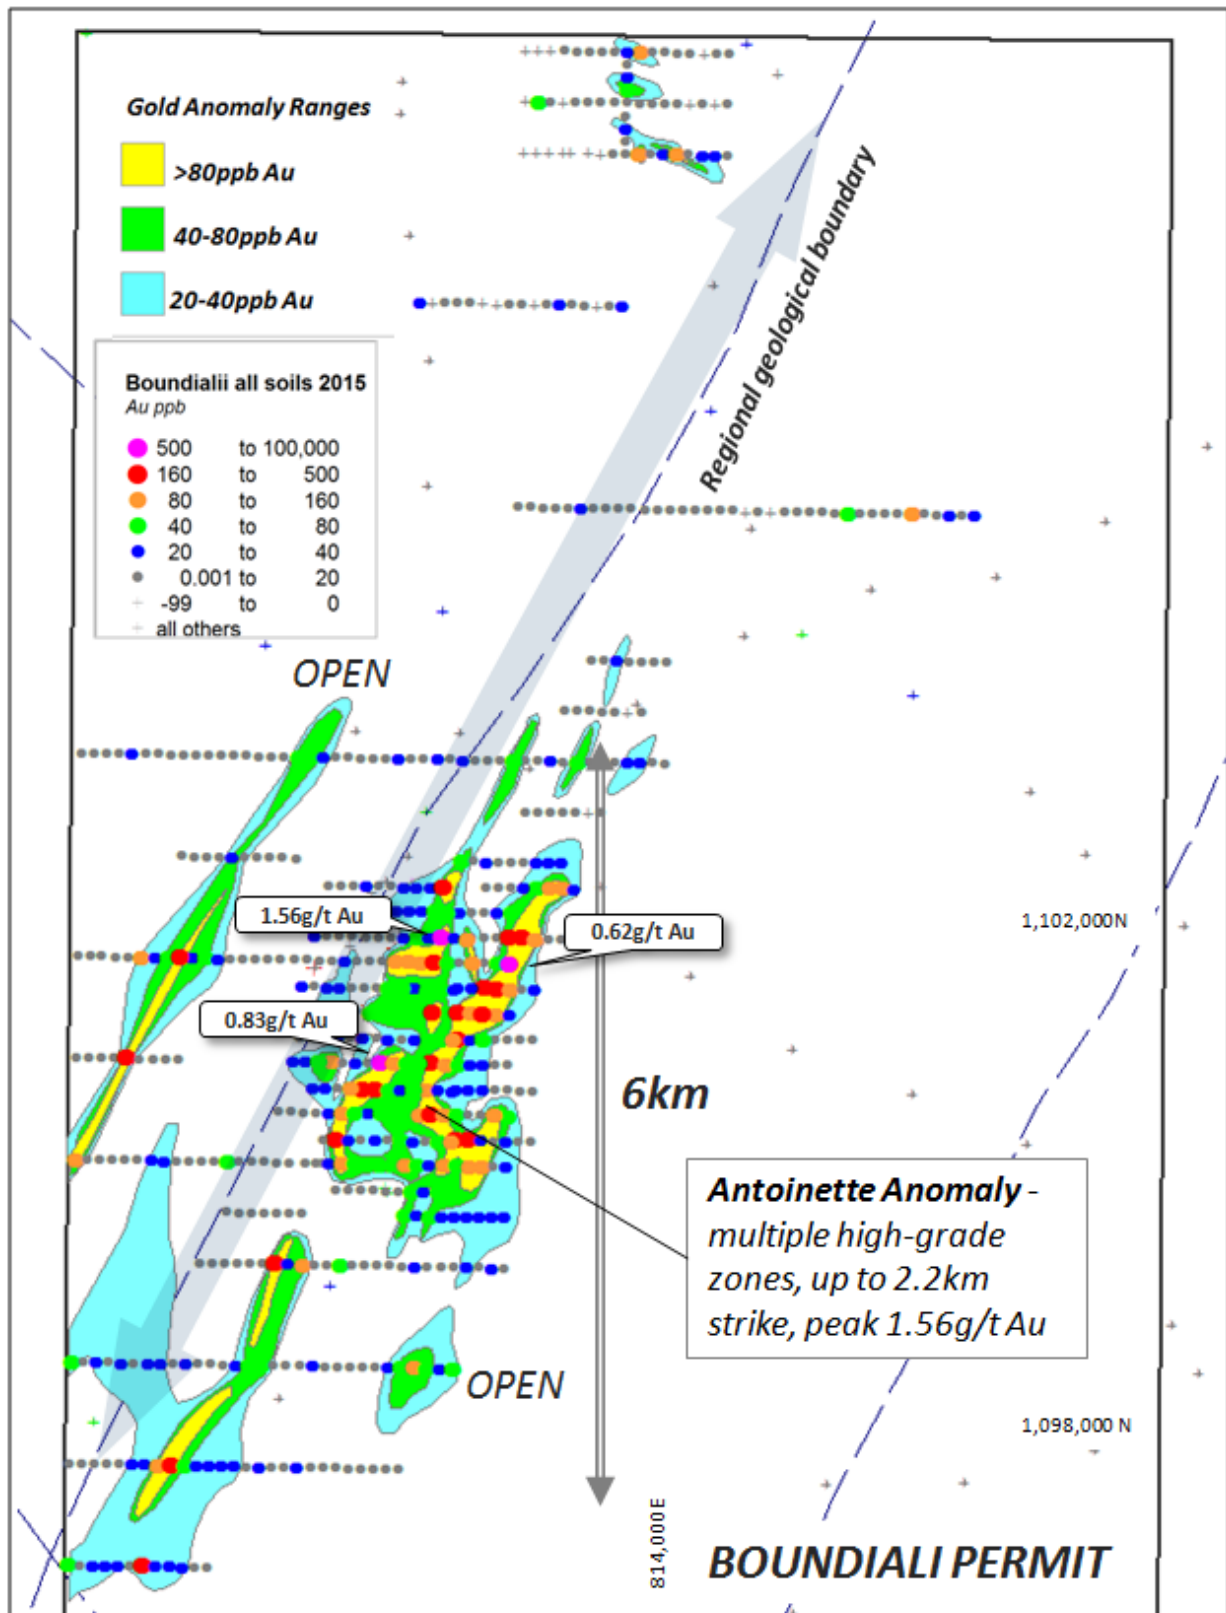 Gold Anomaly Ranges
>80ppb Au
40-80ppb Au
20-40ppb Au
Boundialii all soils 2015
Au ppb
500 to 100,000
160 to 500
80 to 160
40 to 80
20 to 40
0.001 to 20
-99 to 0
all others
Regional geological boundary
OPEN
1.56g/t Au
0.62g/t Au
1,102,000N
0.83g/t Au
6km
Antoinette Anomaly -
multiple high-grade
zones, up to 2.2km
strike, peak 1.56g/t Au
OPEN
1,098,000 N
814,000E
BOUNDIALI PERMIT